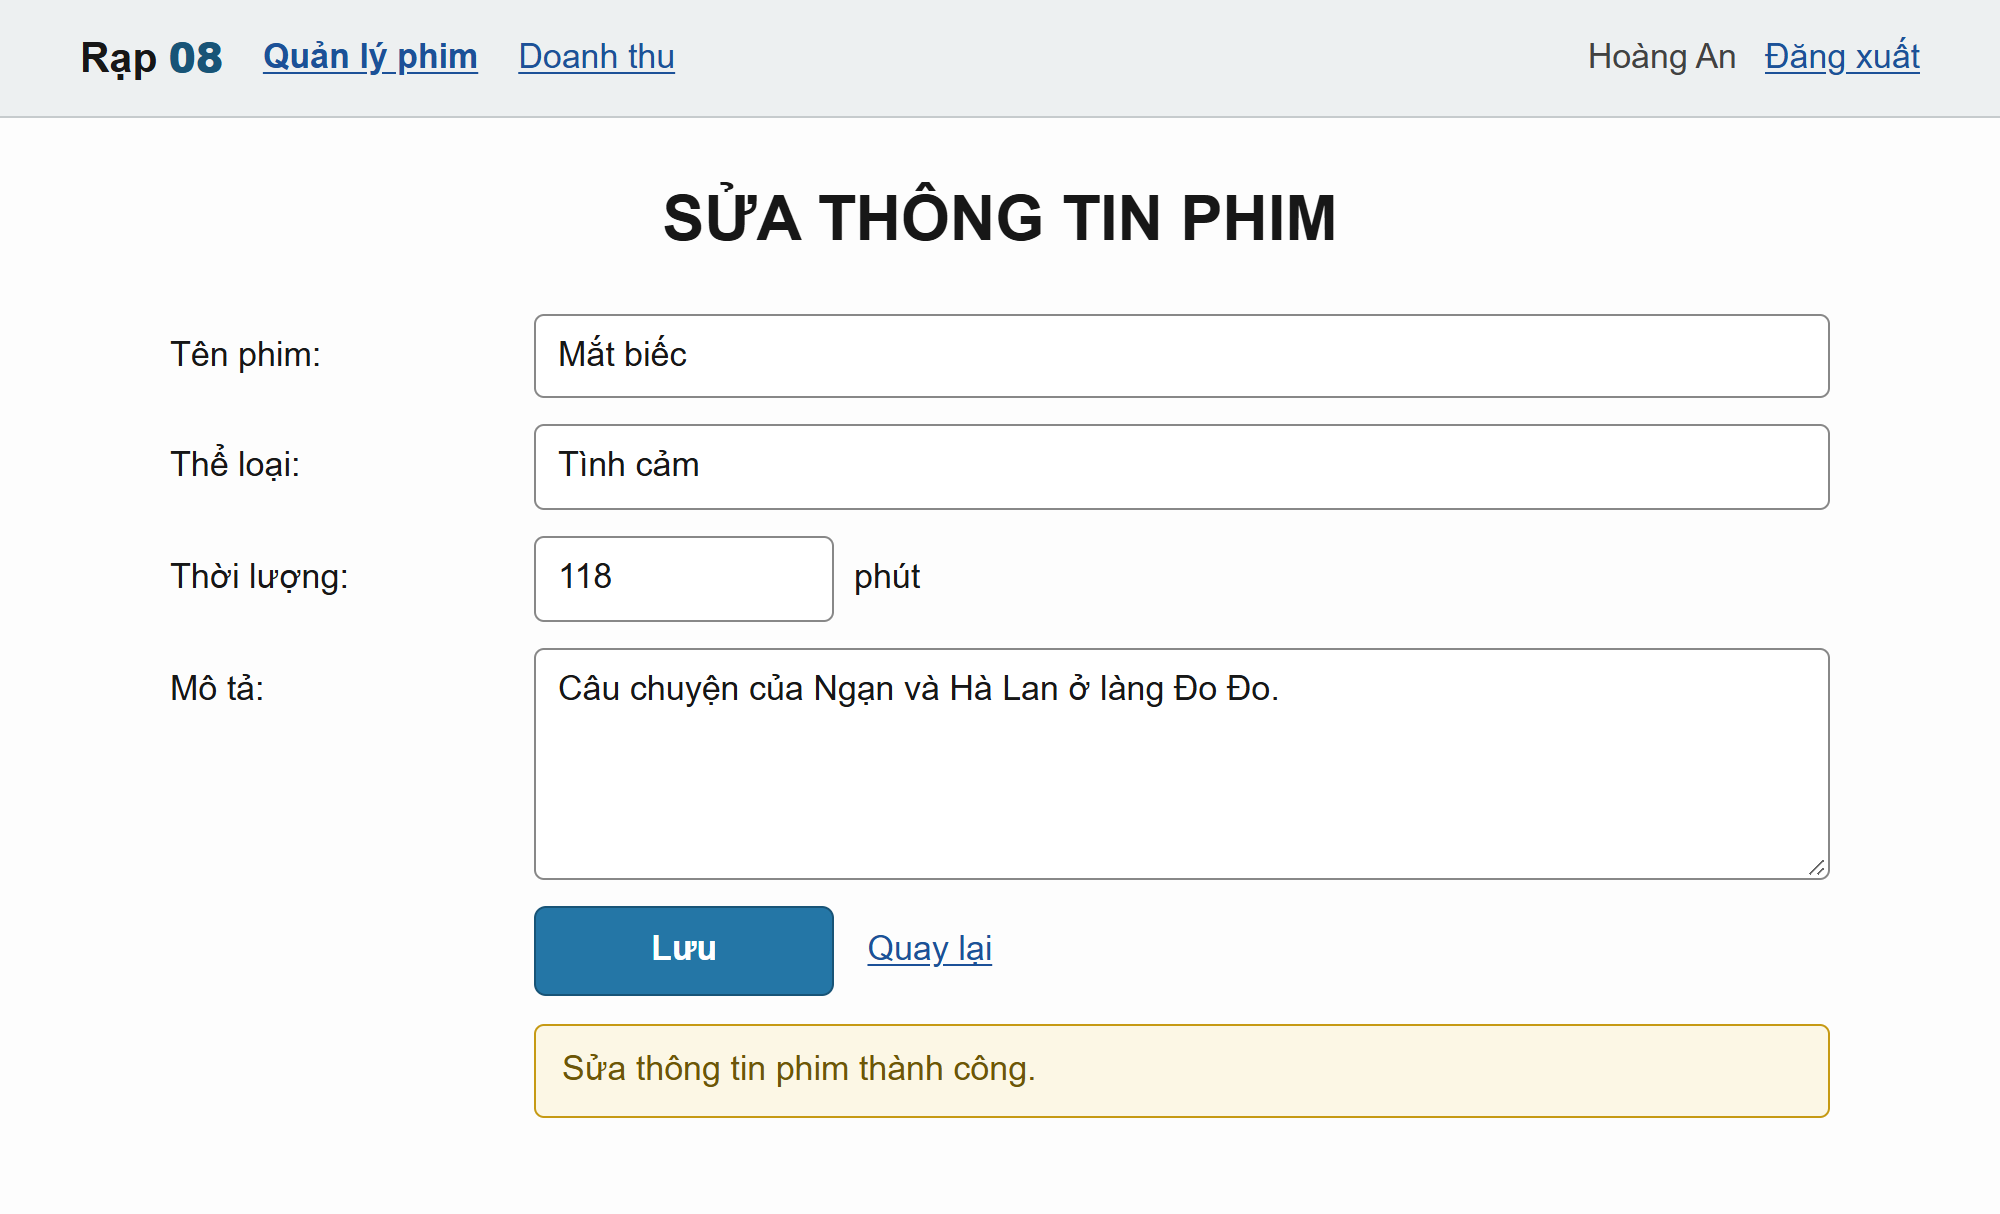 Rạp 08 Quản lý phim Doanh thu Hoàng An Đăng xuất
SỬA THÔNG TIN PHIM
Tên phim: Mắt biếc
Thể loại: Tình cảm
Thời lượng: 118 phút
Mô tả: Câu chuyện của Ngạn và Hà Lan ở làng Đo Đo.
Lưu Quay lại
Sửa thông tin phim thành công.